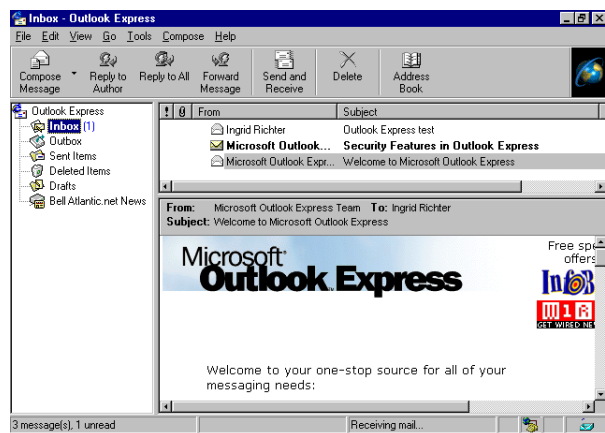 Inbox - Outlook Express
File Edit View Go Tools Compose Help
Compose Message
Reply to Author
Reply to All
Forward Message
Send and Receive
Delete
Address Book
Outlook Express
Inbox (1)
Outbox
Sent Items
Deleted Items
Drafts
Bell Atlantic.net News
! From Subject
Ingrid Richter Outlook Express test
Microsoft Outlook... Security Features in Outlook Express
Microsoft Outlook Expr... Welcome to Microsoft Outlook Express
From: Microsoft Outlook Express Team To: Ingrid Richter
Subject: Welcome to Microsoft Outlook Express
Microsoft
Outlook Express
Free spe
offers
InfoB
W I R
GET WIRED NE
Welcome to your one-stop source for all of your
messaging needs:
3 message(s), 1 unread Receiving mail...